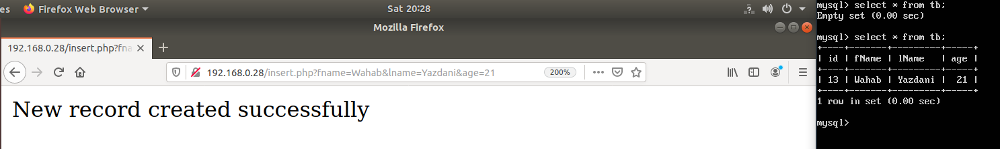 es Firefox Web Browser Sat 20:28
Mozilla Firefox
192.168.0.28/insert.php?fna
192.168.0.28/insert.php?fname=Wahab&lname=Yazdani&age=21 200%
New record created successfully
mysql> select * from tb;
Empty set (0.00 sec)
mysql> select * from tb;
+----+-------+---------+-----+
| id | fName | lName   | age |
+----+-------+---------+-----+
| 13 | Wahab | Yazdani |  21 |
+----+-------+---------+-----+
1 row in set (0.00 sec)
mysql>